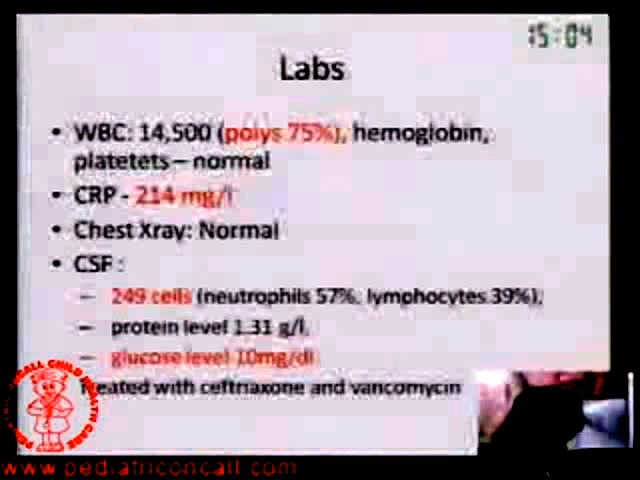 15:04
Labs
• WBC: 14,500 (polys 75%), hemoglobin,
platetets – normal
• CRP - 214 mg/l
• Chest Xray: Normal
• CSF :
– 249 cells (neutrophils 57%, lymphocytes 39%),
– protein level 1.31 g/l,
– glucose level 10mg/dl
Treated with ceftriaxone and vancomycin
www.pediatriconcall.com